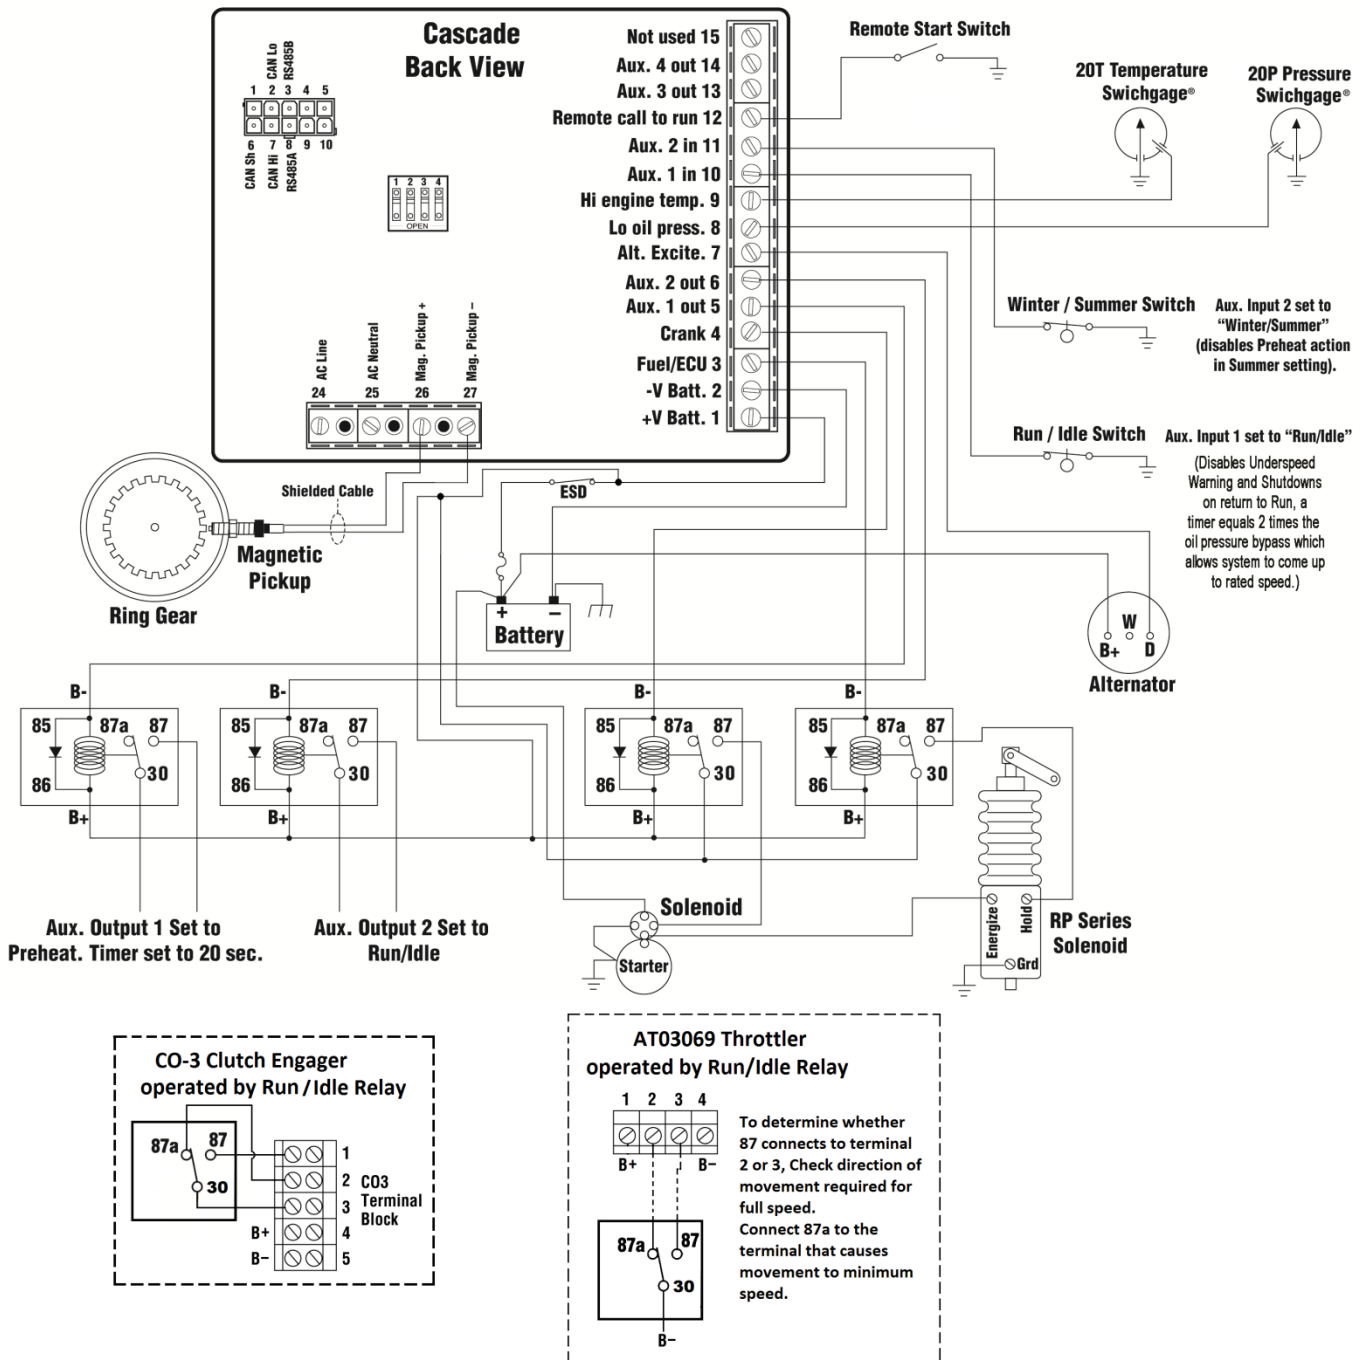 Cascade
Back View
CAN Lo
RS485B
1 2 3 4 5
6 7 8 9 10
CAN Sh
CAN Hi
RS485A
1 2 3 4
OPEN
Not used 15
Aux. 4 out 14
Aux. 3 out 13
Remote call to run 12
Aux. 2 in 11
Aux. 1 in 10
Hi engine temp. 9
Lo oil press. 8
Alt. Excite. 7
Aux. 2 out 6
Aux. 1 out 5
Crank 4
Fuel/ECU 3
-V Batt. 2
+V Batt. 1
AC Line
AC Neutral
Mag. Pickup +
Mag. Pickup –
24 25 26 27
Remote Start Switch
20T Temperature
Swichgage®
20P Pressure
Swichgage®
Winter / Summer Switch
Aux. Input 2 set to
“Winter/Summer”
(disables Preheat action
in Summer setting).
Run / Idle Switch
Aux. Input 1 set to “Run/Idle”
(Disables Underspeed
Warning and Shutdowns
on return to Run, a
timer equals 2 times the
oil pressure bypass which
allows system to come up
to rated speed.)
Shielded Cable
ESD
Magnetic
Pickup
Ring Gear
+ –
Battery
W
B+ D
Alternator
B-
85 87a 87
30
86
B+
B-
85 87a 87
30
86
B+
B-
85 87a 87
30
86
B+
B-
85 87a 87
30
86
B+
Aux. Output 1 Set to
Preheat. Timer set to 20 sec.
Aux. Output 2 Set to
Run/Idle
Solenoid
Starter
Energize
Hold
Grd
RP Series
Solenoid
CO-3 Clutch Engager
operated by Run/Idle Relay
87a 87
30
1
2
3
B+ 4
B– 5
CO3
Terminal
Block
AT03069 Throttler
operated by Run/Idle Relay
1 2 3 4
B+ B–
87a 87
30
B–
To determine whether
87 connects to terminal
2 or 3, Check direction of
movement required for
full speed.
Connect 87a to the
terminal that causes
movement to minimum
speed.